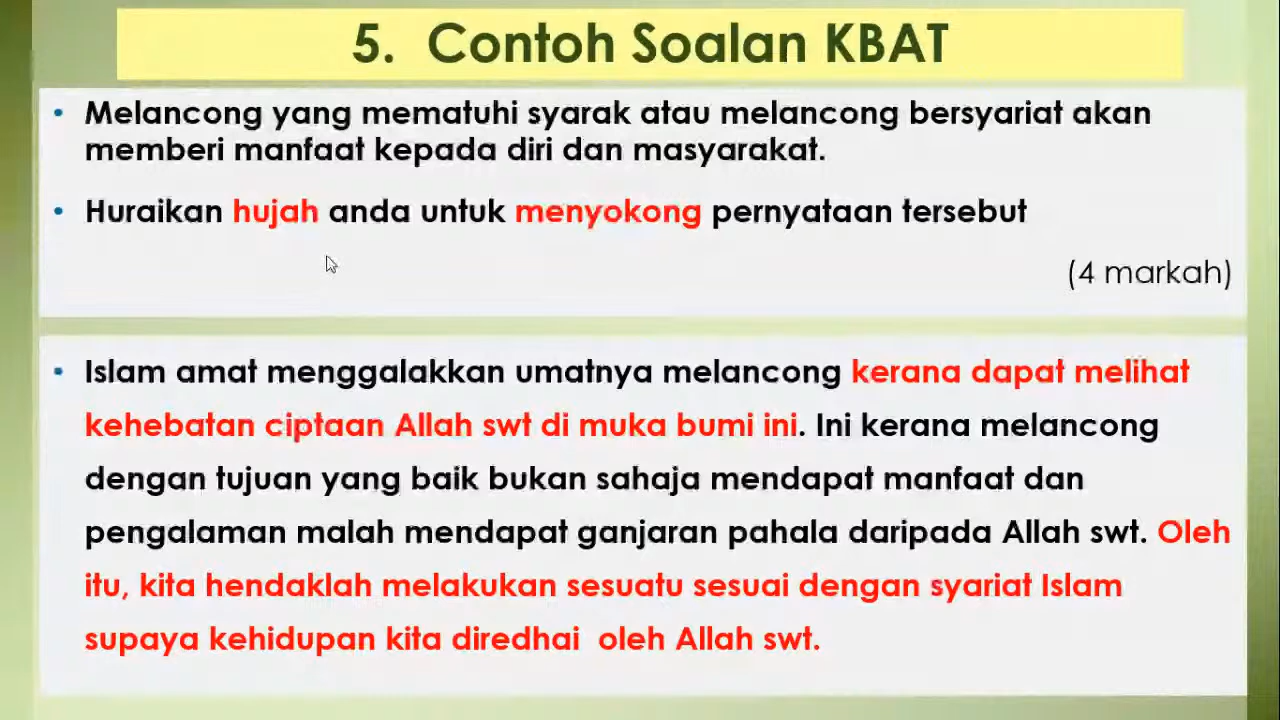 5. Contoh Soalan KBAT
• Melancong yang mematuhi syarak atau melancong bersyariat akan
memberi manfaat kepada diri dan masyarakat.
• Huraikan hujah anda untuk menyokong pernyataan tersebut
(4 markah)
• Islam amat menggalakkan umatnya melancong kerana dapat melihat
kehebatan ciptaan Allah swt di muka bumi ini. Ini kerana melancong
dengan tujuan yang baik bukan sahaja mendapat manfaat dan
pengalaman malah mendapat ganjaran pahala daripada Allah swt. Oleh
itu, kita hendaklah melakukan sesuatu sesuai dengan syariat Islam
supaya kehidupan kita diredhai oleh Allah swt.